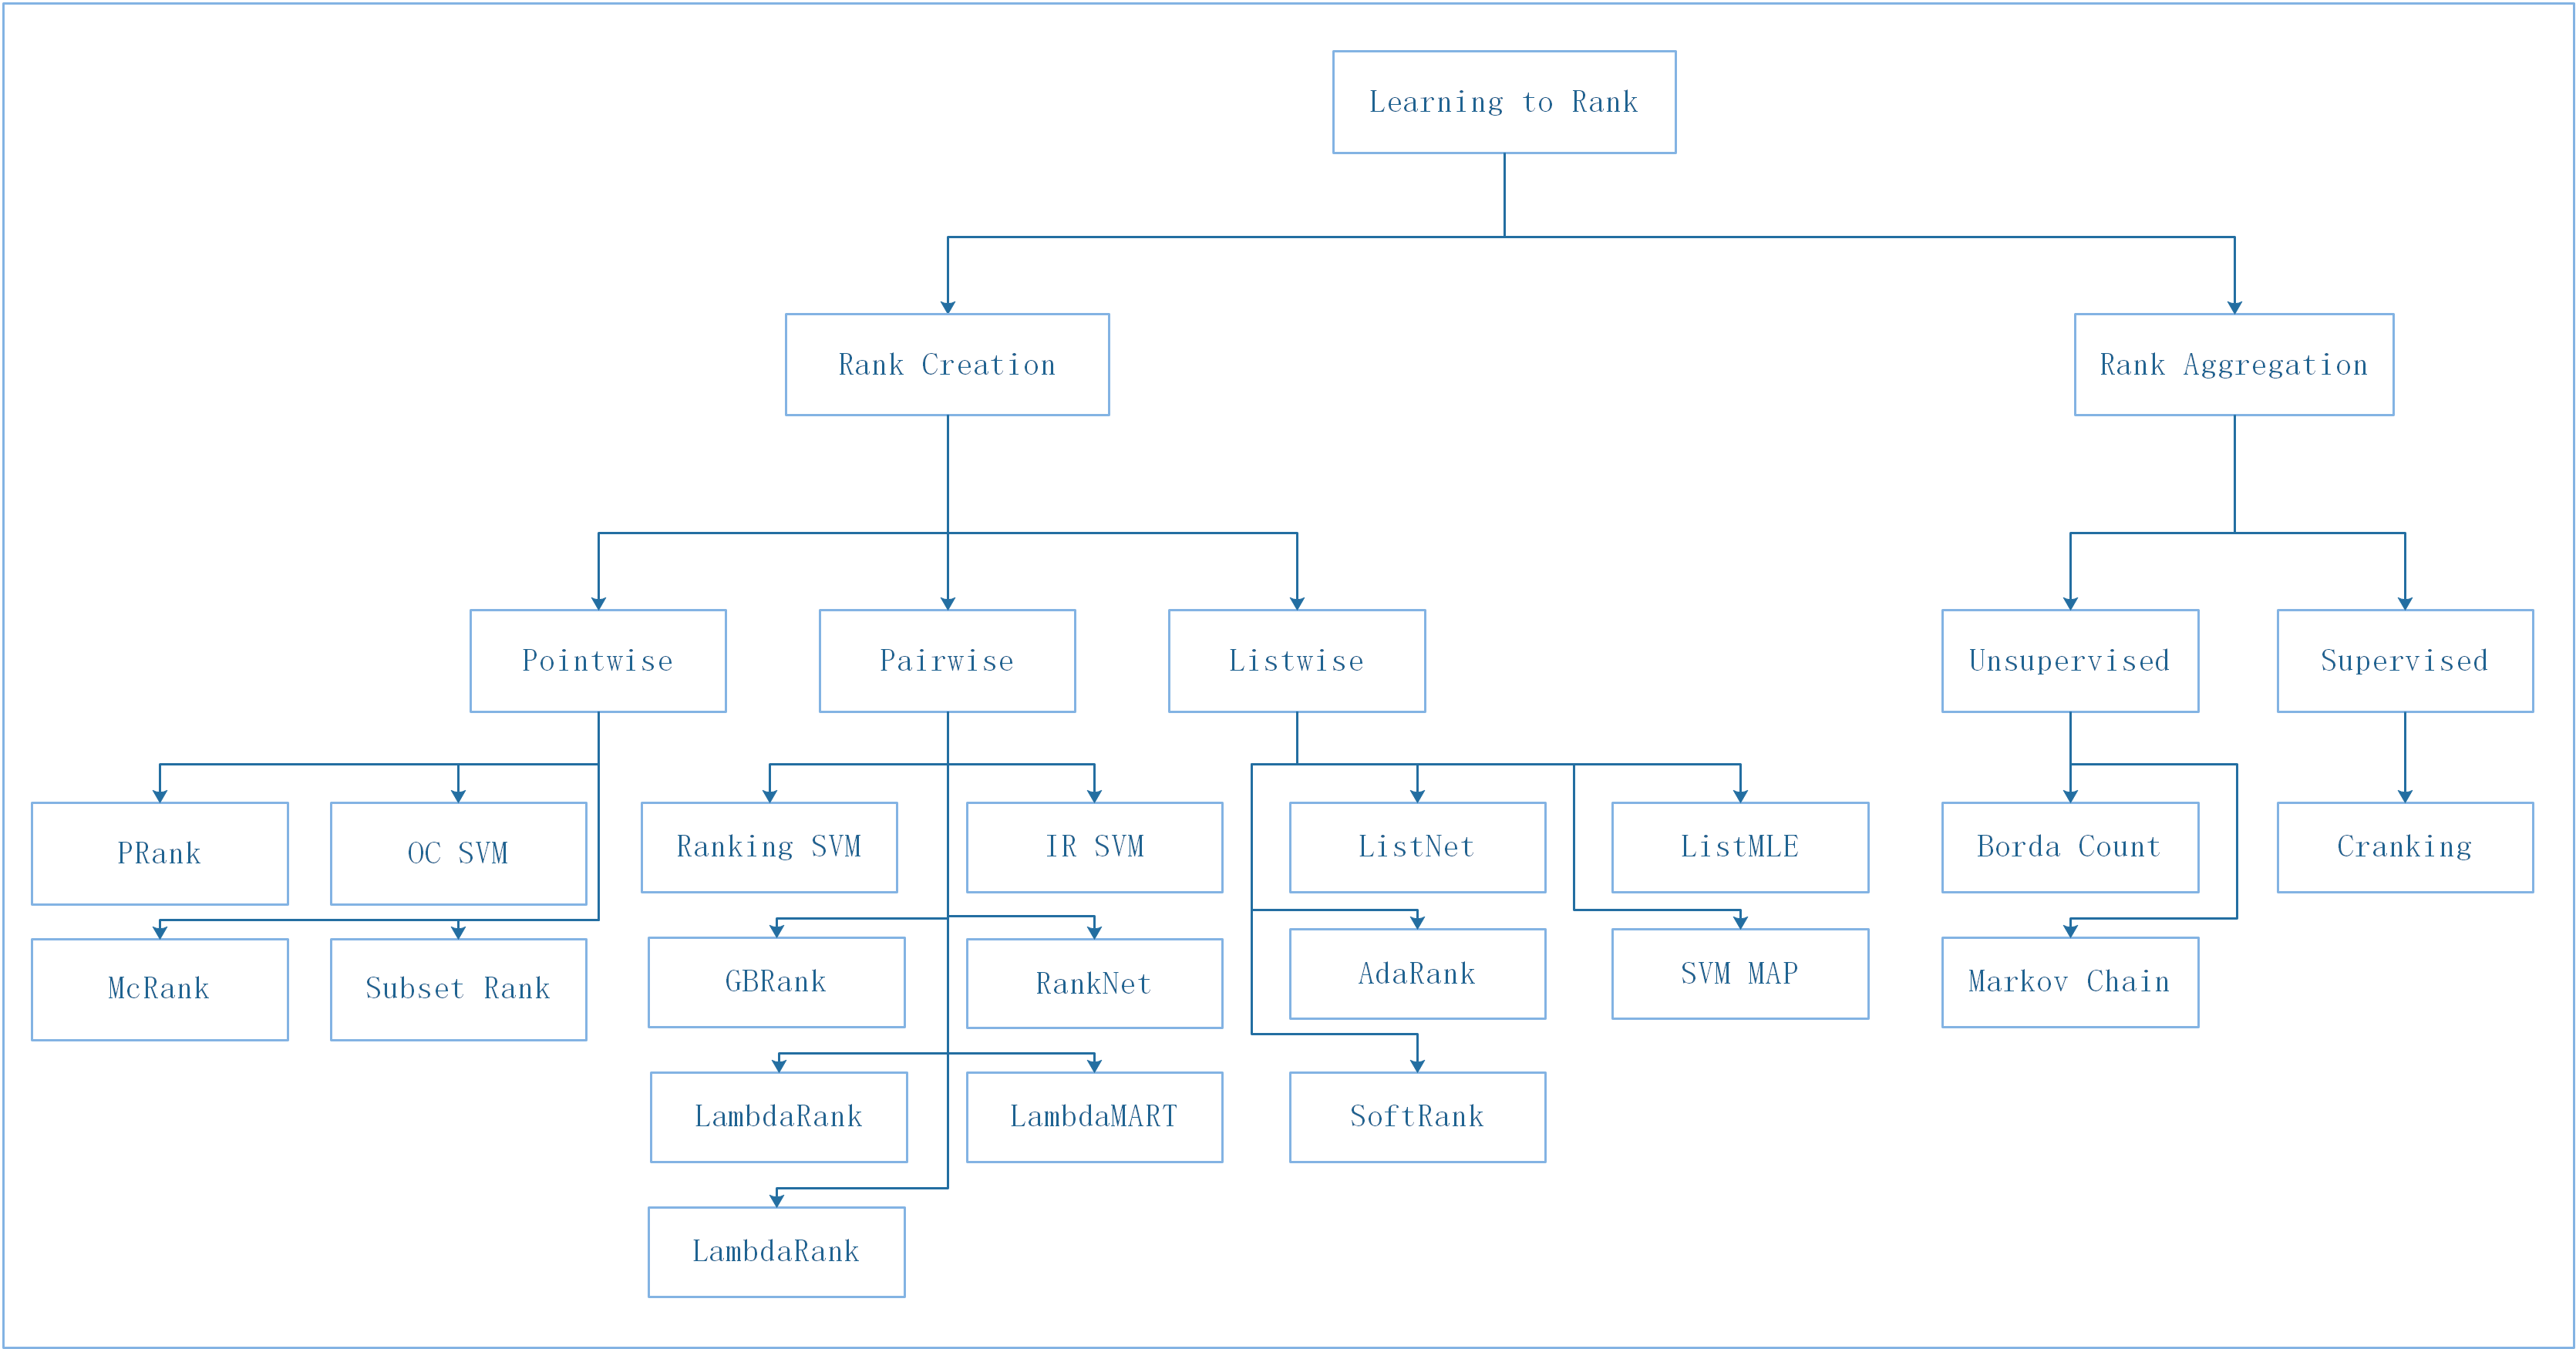 Learning to Rank
Rank Creation
Rank Aggregation
Pointwise
Pairwise
Listwise
Unsupervised
Supervised
PRank
OC SVM
Ranking SVM
IR SVM
ListNet
ListMLE
Borda Count
Cranking
McRank
Subset Rank
GBRank
RankNet
AdaRank
SVM MAP
Markov Chain
LambdaRank
LambdaMART
SoftRank
LambdaRank